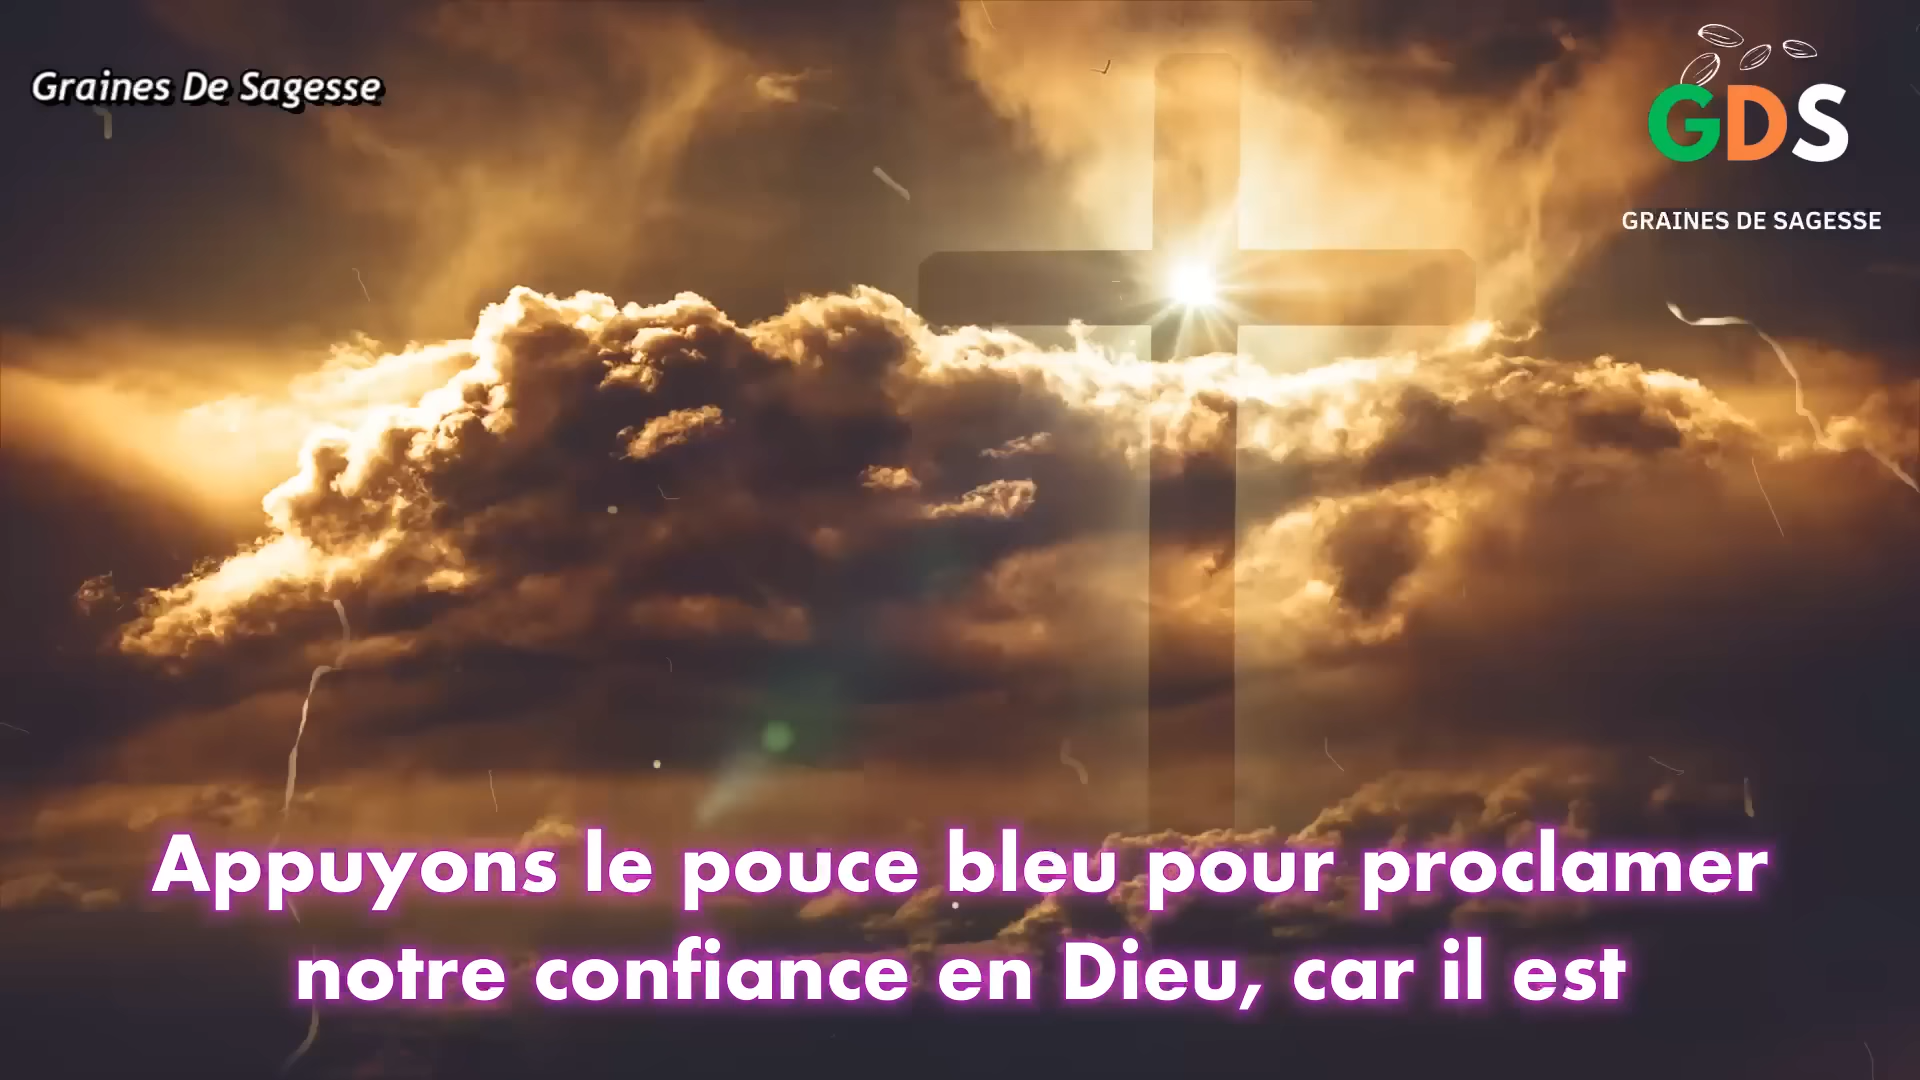 Graines De Sagesse
GDS
GRAINES DE SAGESSE
Appuyons le pouce bleu pour proclamer
notre confiance en Dieu, car il est